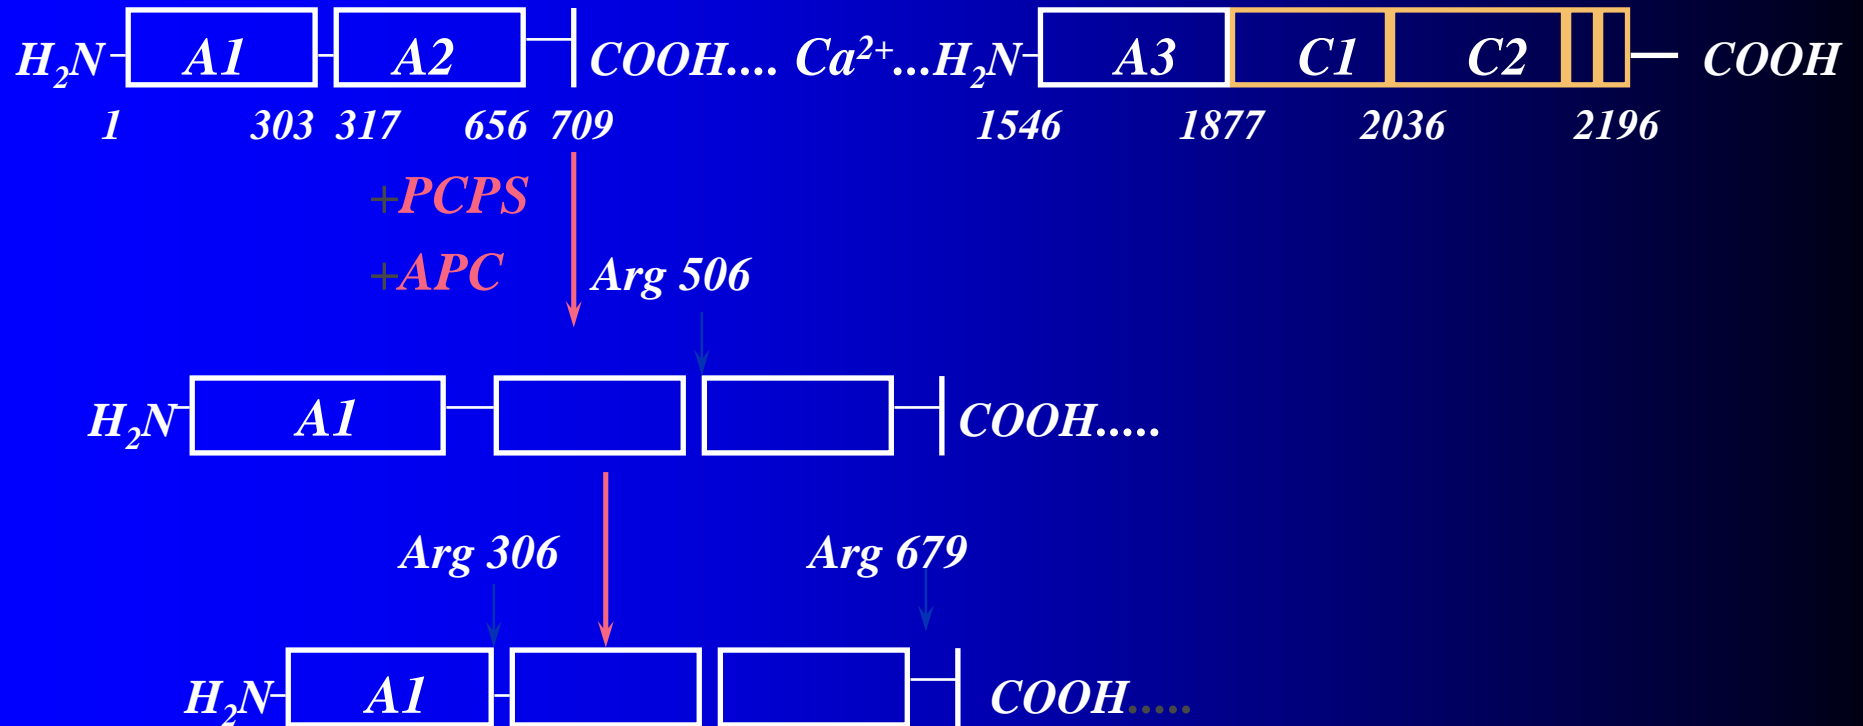 H₂N A1 A2 COOH.... Ca²⁺...H₂N A3 C1 C2 COOH
1 303 317 656 709 1546 1877 2036 2196
+PCPS
+APC Arg 506
H₂N A1 COOH.....
Arg 306 Arg 679
H₂N A1 COOH.....